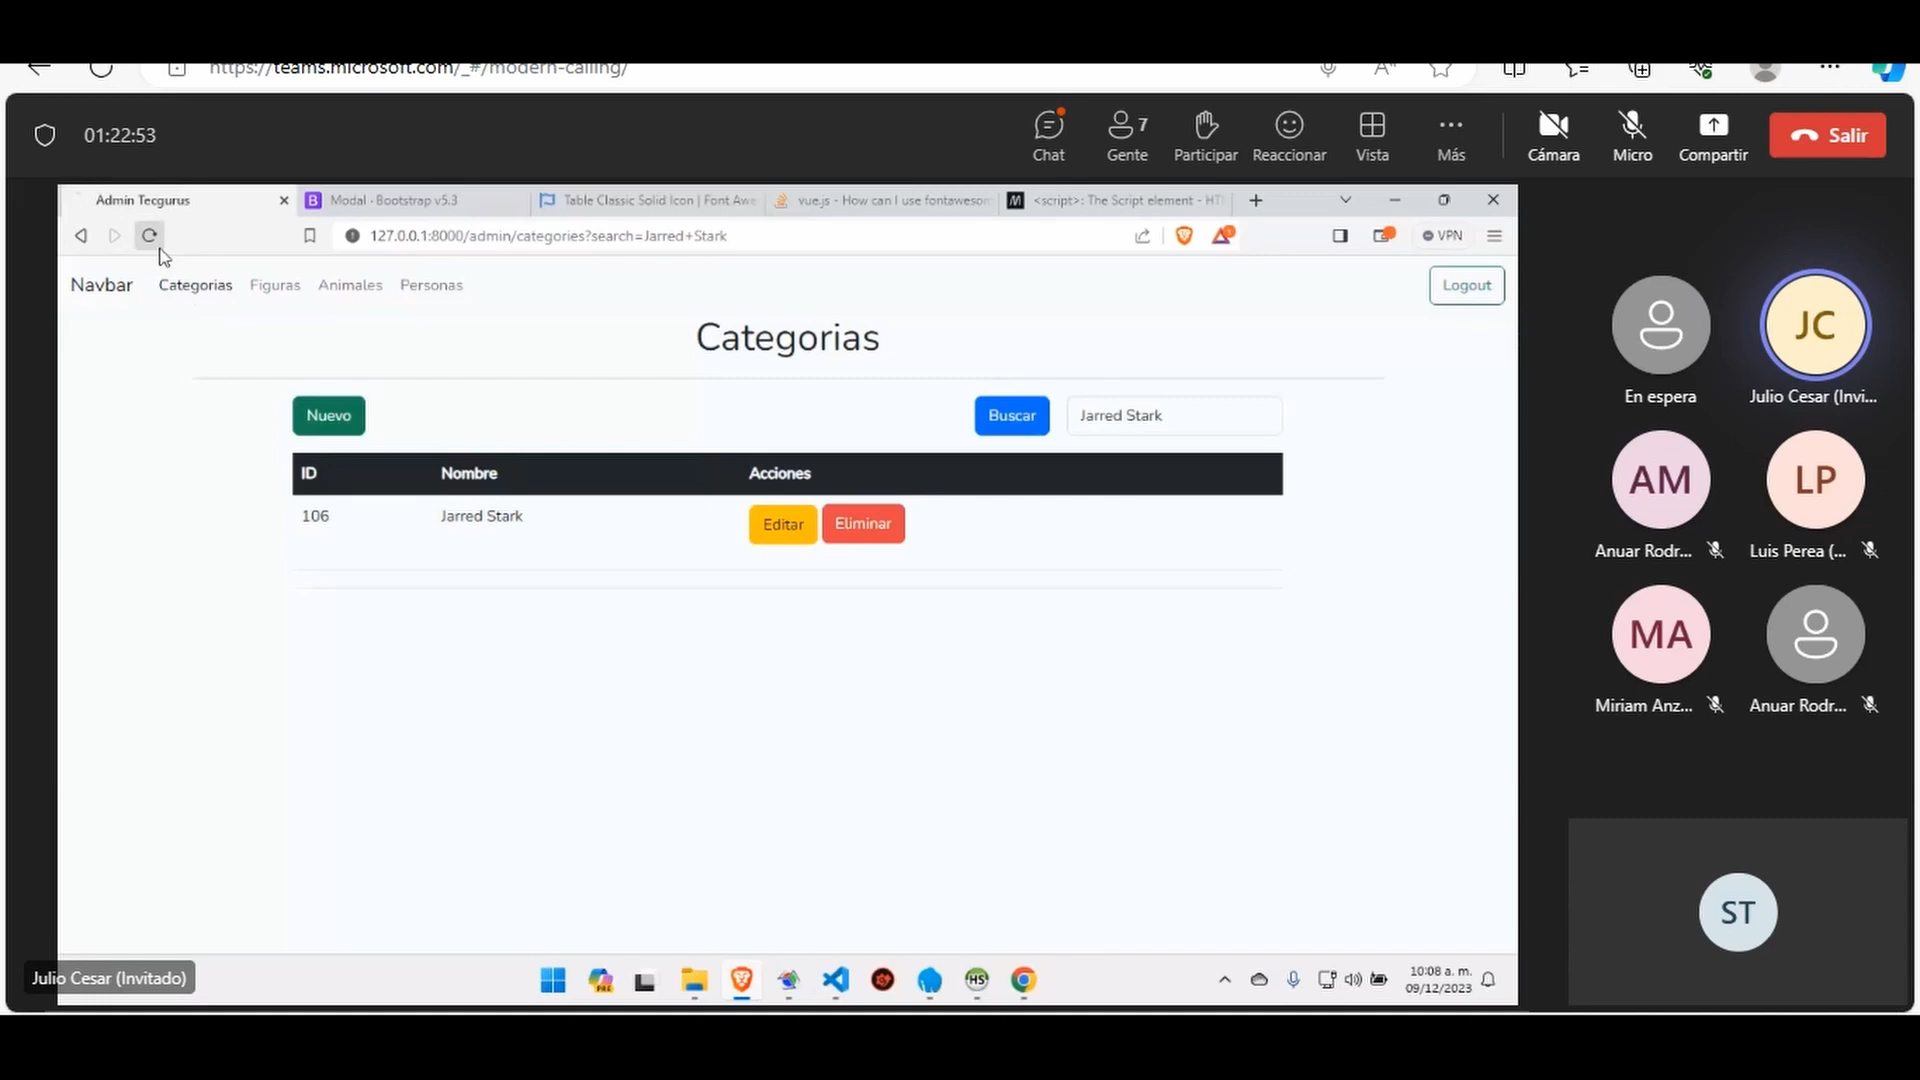 https://teams.microsoft.com/_#/modern-calling/
01:22:53
Chat
Gente 7
Participar
Reaccionar
Vista
Más
Cámara
Micro
Compartir
Salir
Admin Tecgurus
Modal · Bootstrap v5.3
Table Classic Solid Icon | Font Awe
vue.js - How can I use fontawesom
<script>: The Script element - HT
127.0.0.1:8000/admin/categories?search=Jarred+Stark
VPN
Navbar Categorias Figuras Animales Personas
Logout
Categorias
Nuevo
Buscar
Jarred Stark
ID Nombre Acciones
106 Jarred Stark Editar Eliminar
En espera
JC
Julio Cesar (Invi...
AM
Anuar Rodr...
LP
Luis Perea (...
MA
Miriam Anz...
Anuar Rodr...
ST
Julio Cesar (Invitado)
HS
10:08 a. m.
09/12/2023